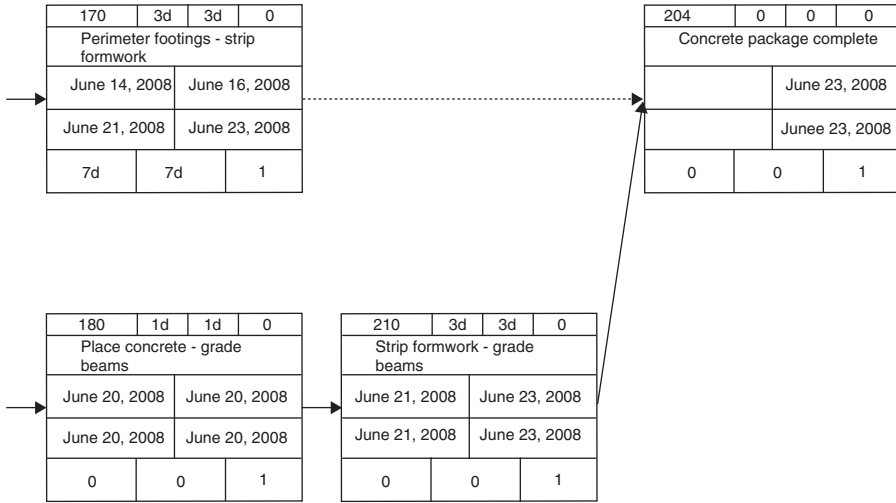 170 3d 3d 0
Perimeter footings - strip
formwork
June 14, 2008 June 16, 2008
June 21, 2008 June 23, 2008
7d 7d 1
204 0 0 0
Concrete package complete
June 23, 2008
Junee 23, 2008
0 0 1
180 1d 1d 0
Place concrete - grade
beams
June 20, 2008 June 20, 2008
June 20, 2008 June 20, 2008
0 0 1
210 3d 3d 0
Strip formwork - grade
beams
June 21, 2008 June 23, 2008
June 21, 2008 June 23, 2008
0 0 1